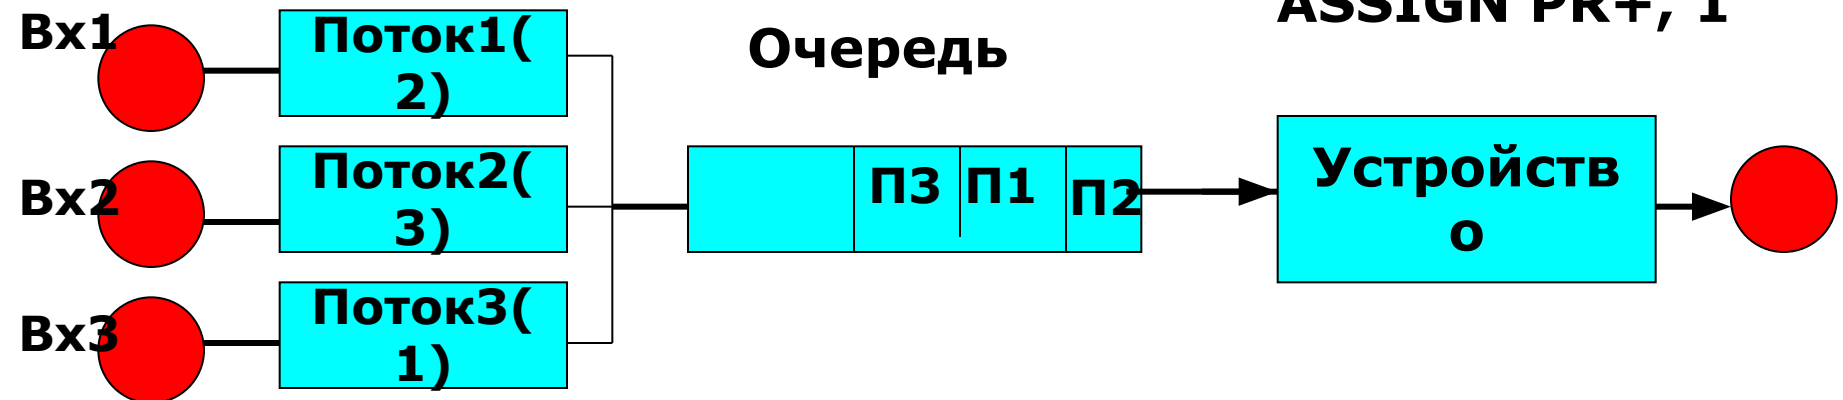 ASSIGN PR+, 1
Вх1
Поток1(
2)
Очередь
Вх2
Поток2(
3)
П3
П1
П2
Устройств
о
Вх3
Поток3(
1)